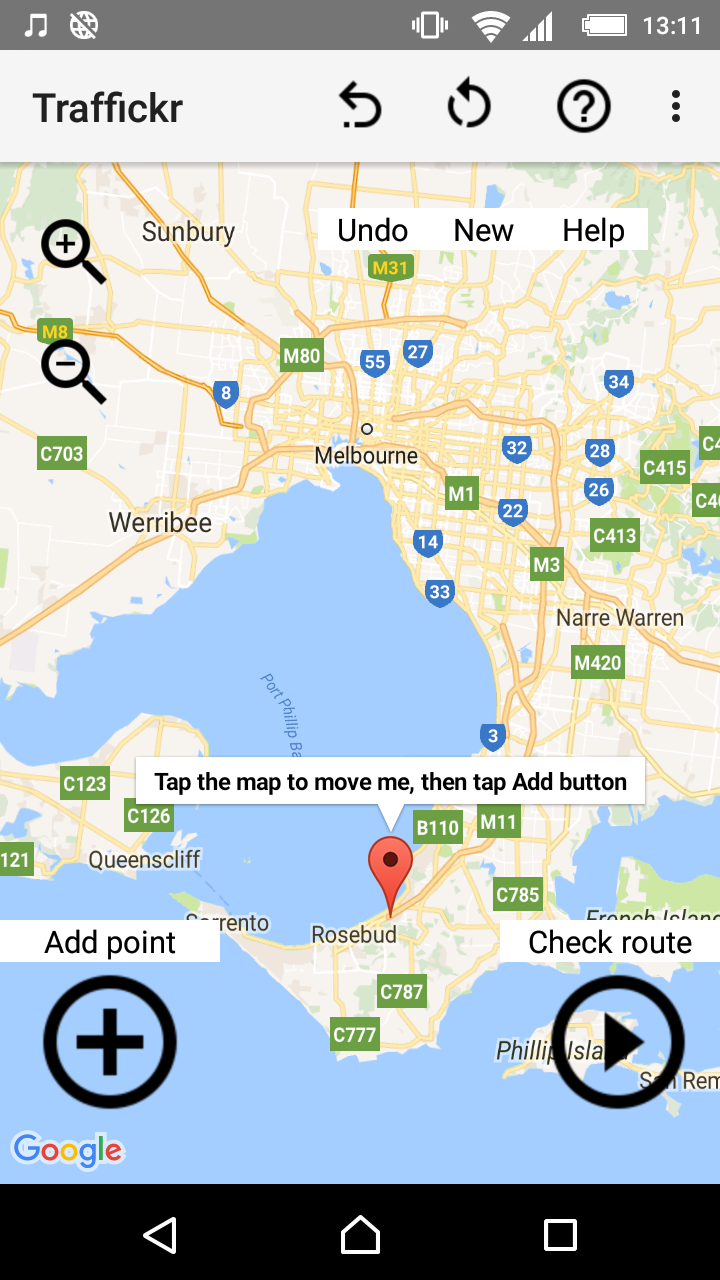 13:11
Traffickr
Sunbury
Undo New Help
M31
M8
M80
55
27
34
8
C703
Melbourne
32
28
C415
M1
26
22
Werribee
C413
14
M3
33
Narre Warren
M420
Port Phillip Ba
3
Tap the map to move me, then tap Add button
C123
C126
B110
M11
121
Queenscliff
C785
French Island
Sorrento
Rosebud
Add point
Check route
C787
C777
Phillip Island
San Rem
Google